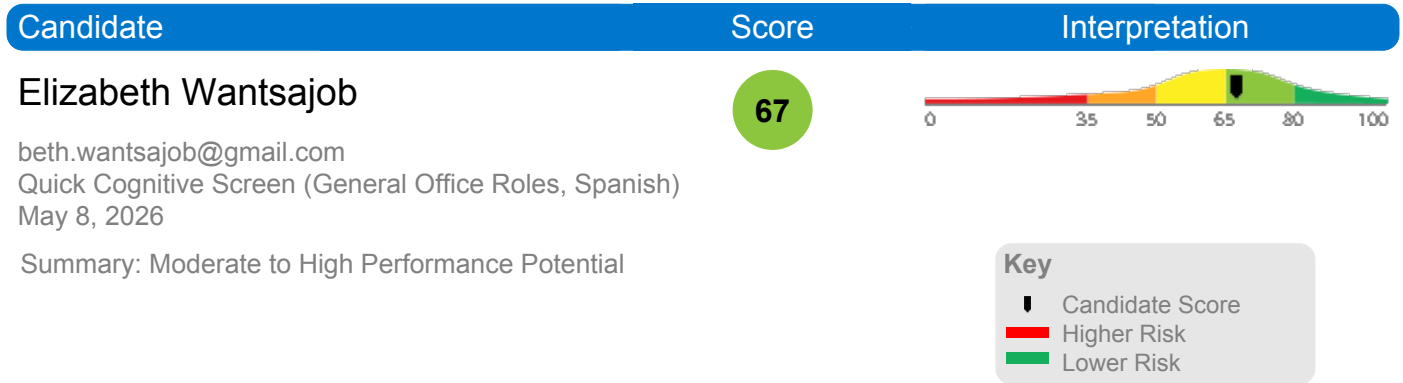 Candidate Score Interpretation
Elizabeth Wantsajob
67
0 35 50 65 80 100
beth.wantsajob@gmail.com
Quick Cognitive Screen (General Office Roles, Spanish)
May 8, 2026
Summary: Moderate to High Performance Potential
Key
Candidate Score
Higher Risk
Lower Risk